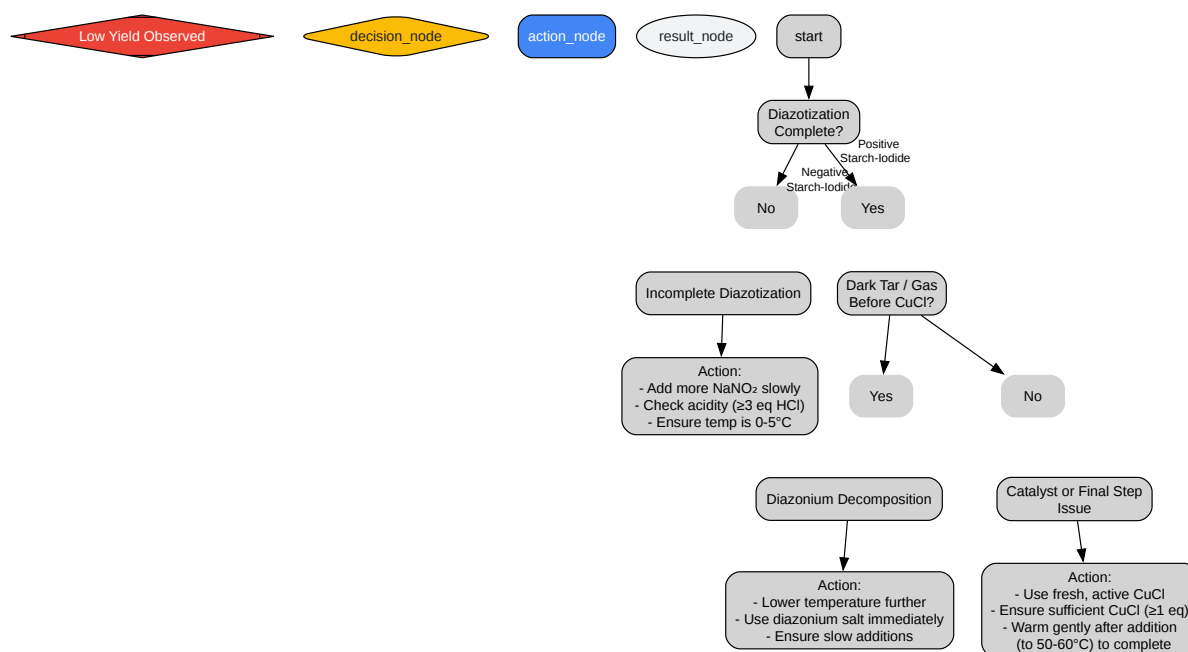 Low Yield Observed
decision_node
action_node
result_node
start
Diazotization
Complete?
Positive
Starch-Iodide
Negative
Starch-Iodide
No
Yes
Incomplete Diazotization
Dark Tar / Gas
Before CuCl?
Action:
- Add more NaNO₂ slowly
- Check acidity (≥3 eq HCl)
- Ensure temp is 0-5°C
Yes
No
Diazonium Decomposition
Catalyst or Final Step
Issue
Action:
- Lower temperature further
- Use diazonium salt immediately
- Ensure slow additions
Action:
- Use fresh, active CuCl
- Ensure sufficient CuCl (≥1 eq)
- Warm gently after addition
(to 50-60°C) to complete